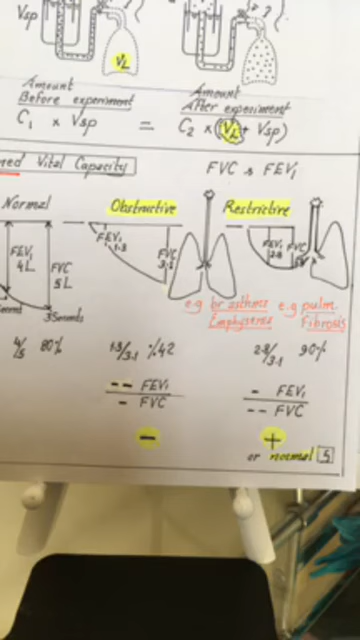 Vsp
VL
Amount
Before experiment
Amount
After experiment
C1 x Vsp = C2 x (VL + Vsp)
med Vital Capacity
FVC & FEV1
Normal
Obstructive
Restrictive
FEV1
4L
FVC
5L
FEV1
1.3
FVC
3.1
FEV1
2.8
FVC
3.1
3 Seconds
e.g br asthma
Emphysema
e.g pulm.
Fibrosis
4/5 80%
1.3/3.1 %42
2.8/3.1 90%
-- FEV1
- FVC
- FEV1
-- FVC
-
+
or normal 5